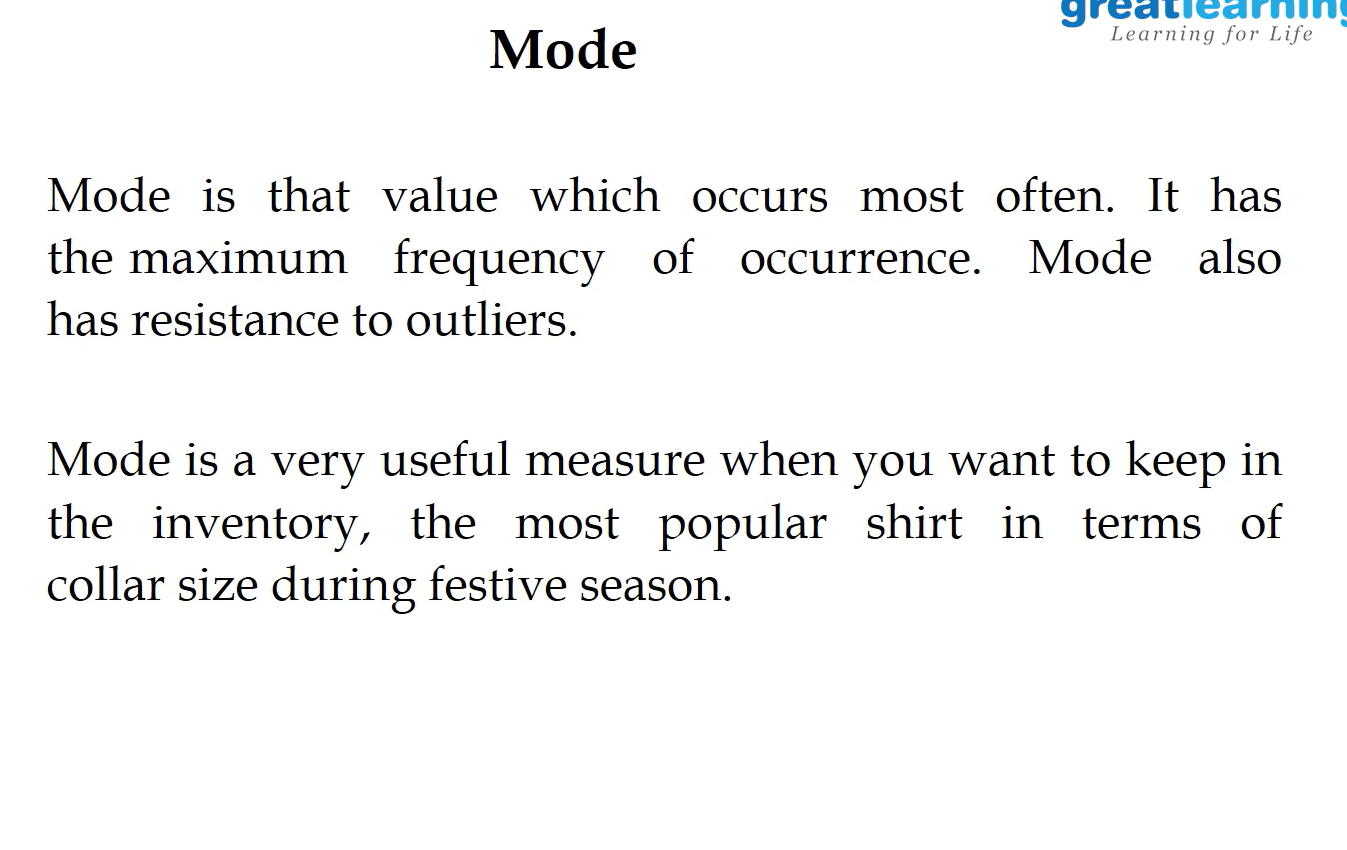 greatlearning
Learning for Life
Mode
Mode is that value which occurs most often. It has
the maximum frequency of occurrence. Mode also
has resistance to outliers.
Mode is a very useful measure when you want to keep in
the inventory, the most popular shirt in terms of
collar size during festive season.